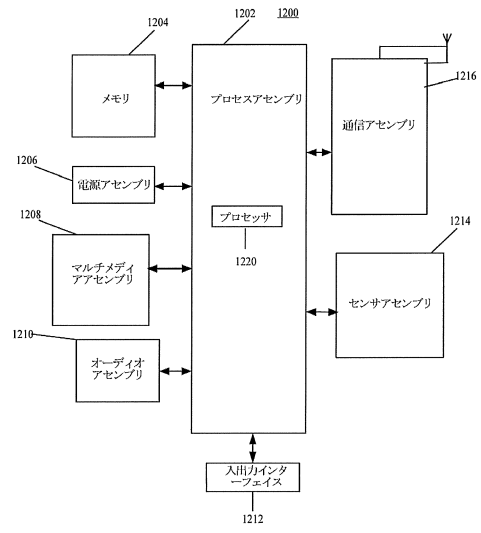 1204
1202
1200
メモリ
プロセスアセンブリ
1216
通信アセンブリ
1206
電源アセンブリ
1208
プロセッサ
1220
1214
マルチメディ
アアセンブリ
センサアセンブリ
1210
オーディオ
アセンブリ
入出力インタ
ーフェイス
1212